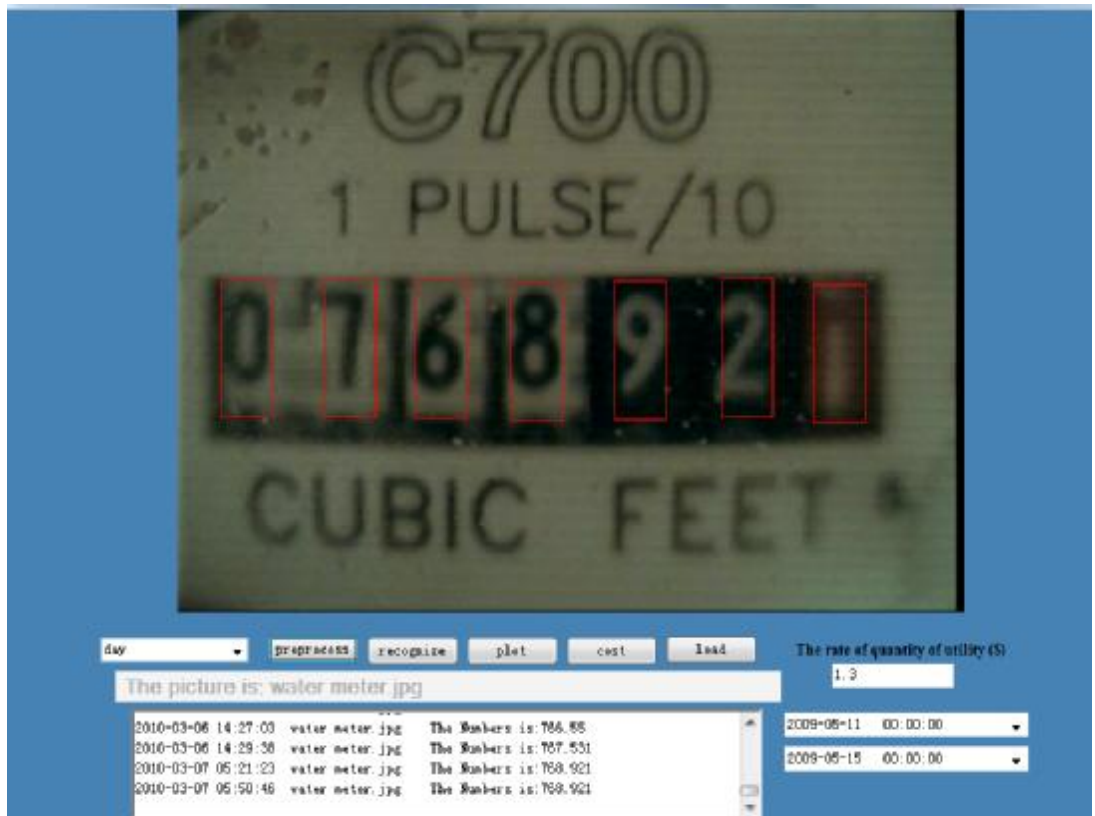 C700
1 PULSE/10
0768921
CUBIC FEET
day
preprocess recognize plot cost load
The rate of quantity of utility ($)
1.3
The picture is: water meter.jpg
2010-03-06 14:27:03 water meter.jpg The Numbers is:766.55
2010-03-06 14:29:38 water meter.jpg The Numbers is:767.531
2010-03-07 05:21:23 water meter.jpg The Numbers is:768.921
2010-03-07 05:50:46 water meter.jpg The Numbers is:768.921
2009-05-11 00:00:00
2009-05-15 00:00:00